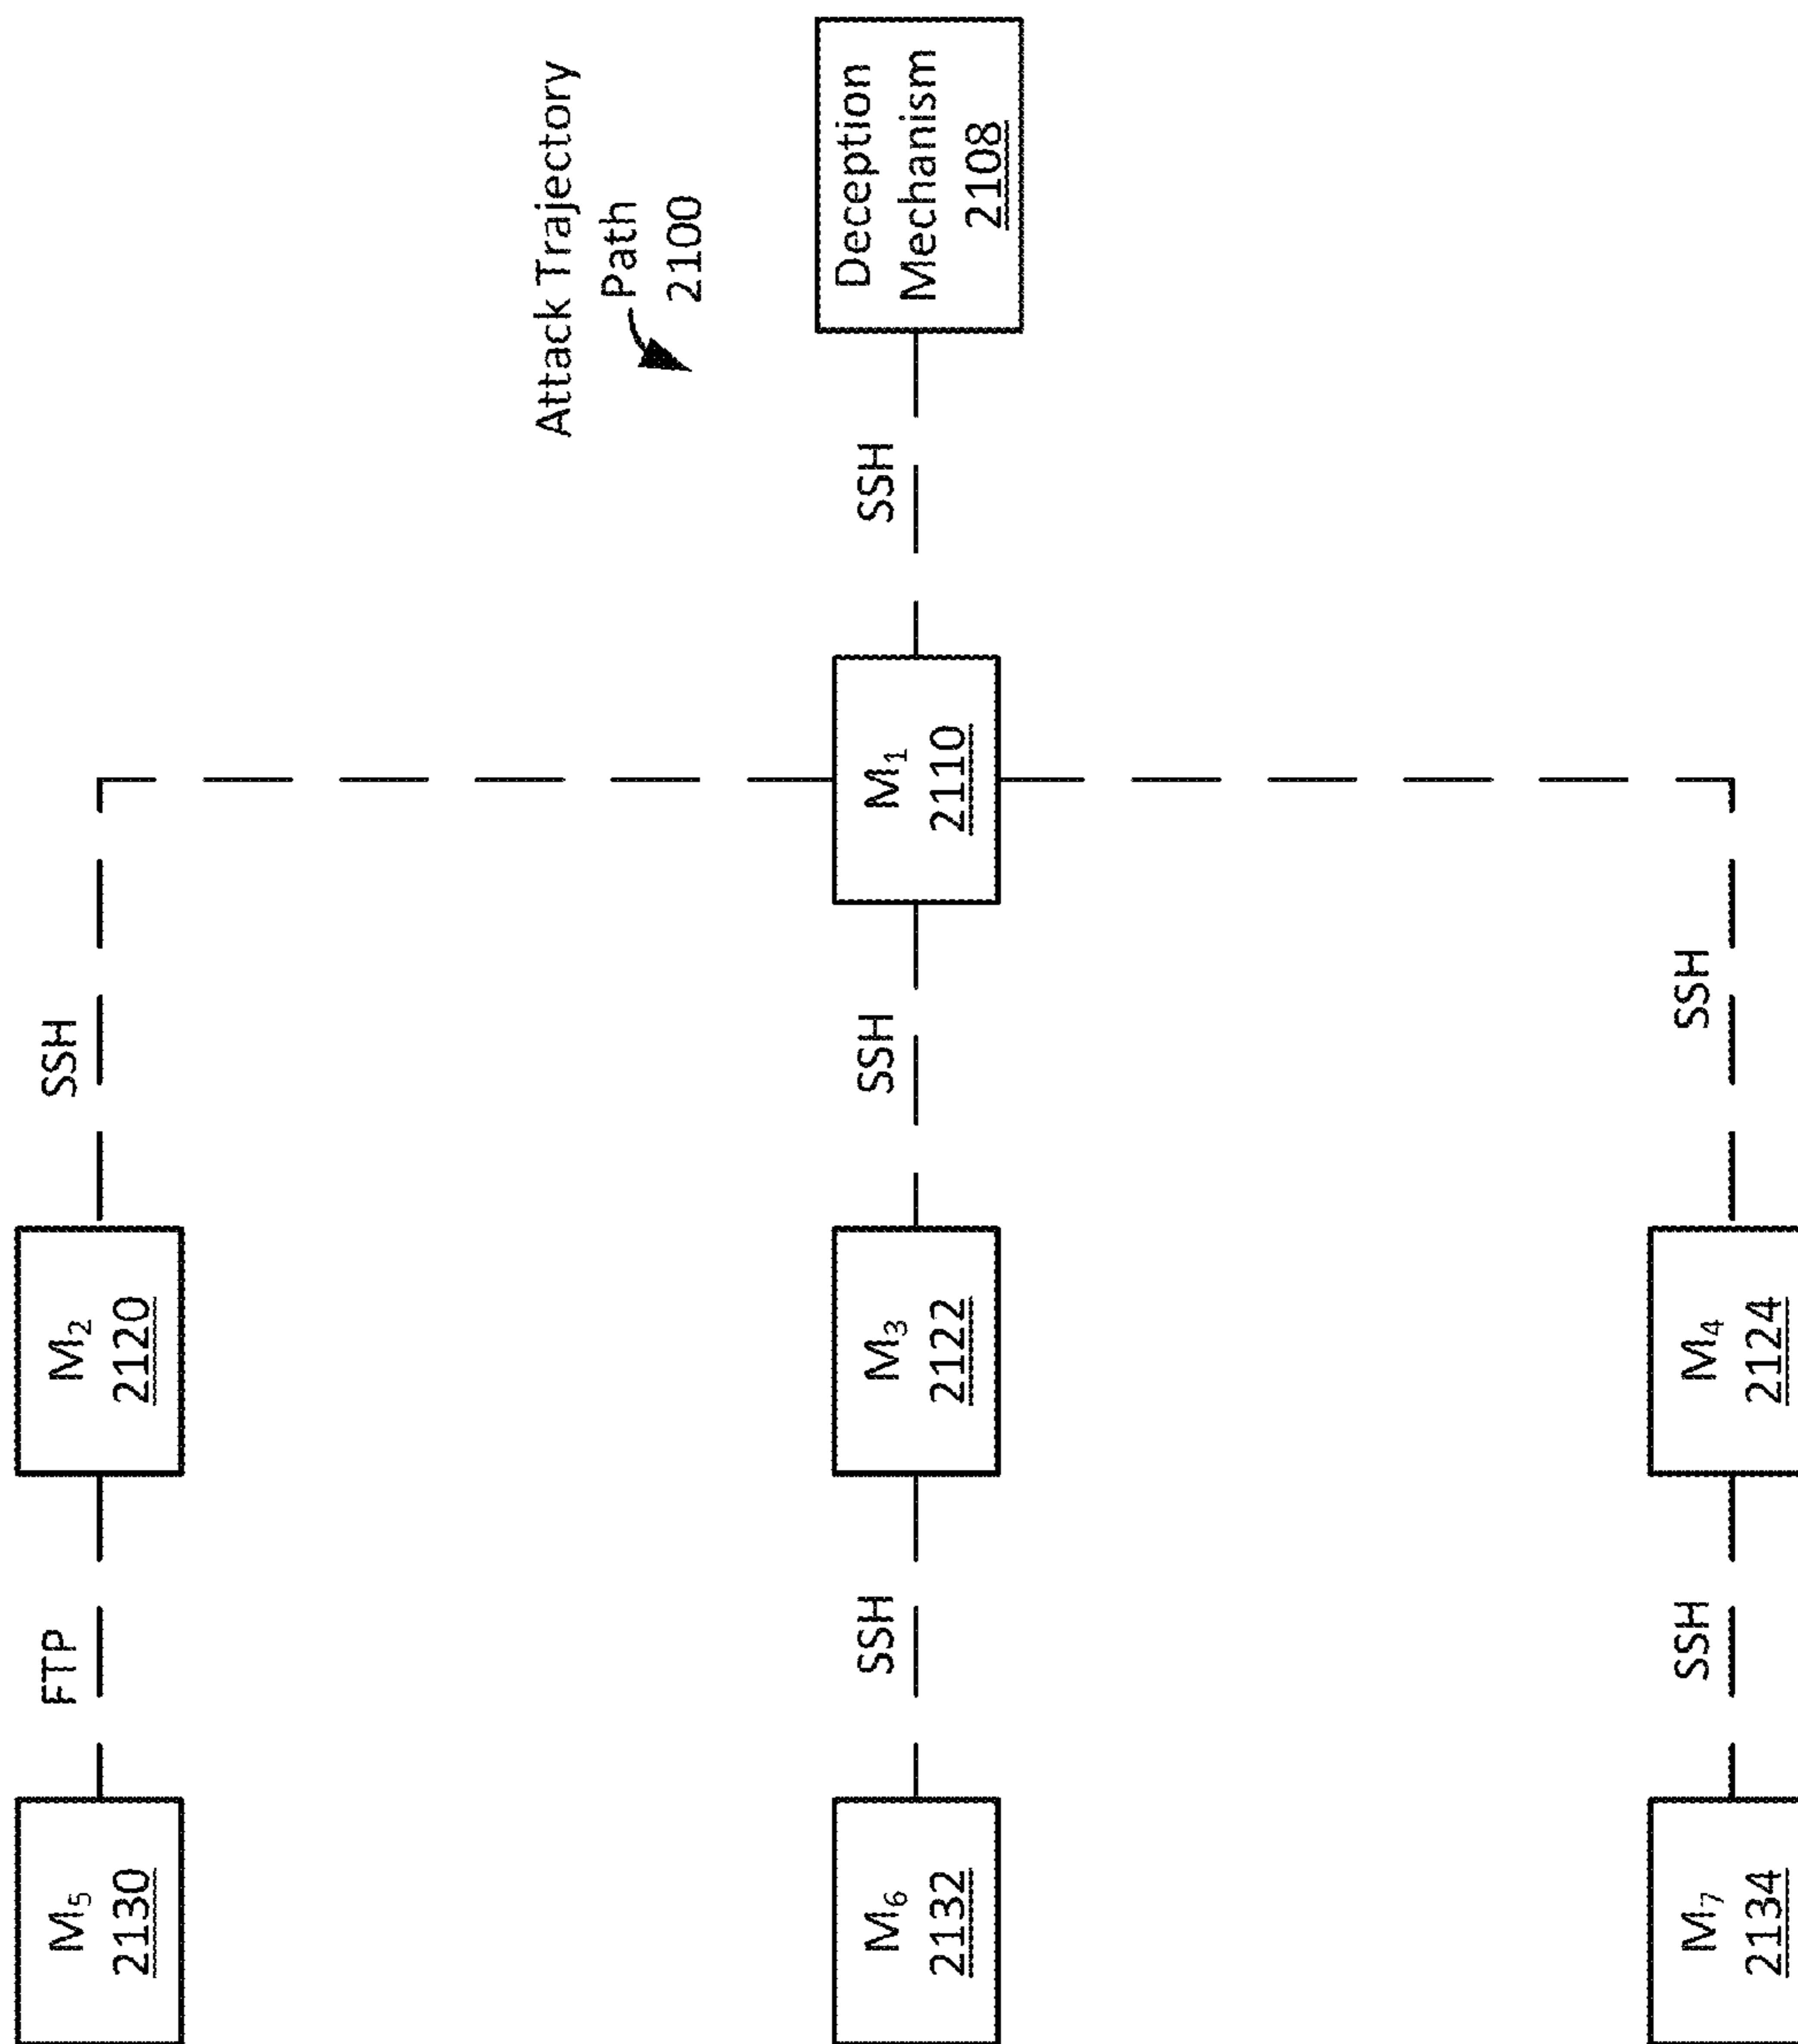 FTP
SSH
M₅
2130
M₂
2120
Attack Trajectory
Path
2100
SSH
SSH
SSH
M₆
2132
M₃
2122
M₁
2110
Deception
Mechanism
2108
SSH
SSH
M₇
2134
M₄
2124